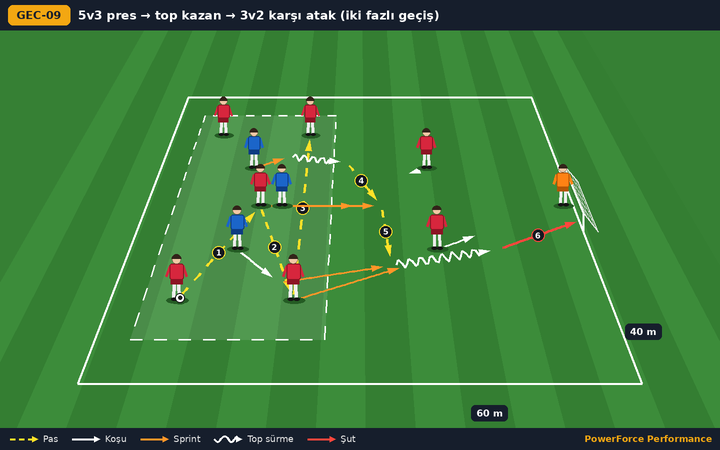 GEC-09 5v3 pres → top kazan → 3v2 karşı atak (iki fazlı geçiş)
4
3
5
1
2
6
40 m
60 m
Pas Koşu Sprint Top sürme Şut PowerForce Performance